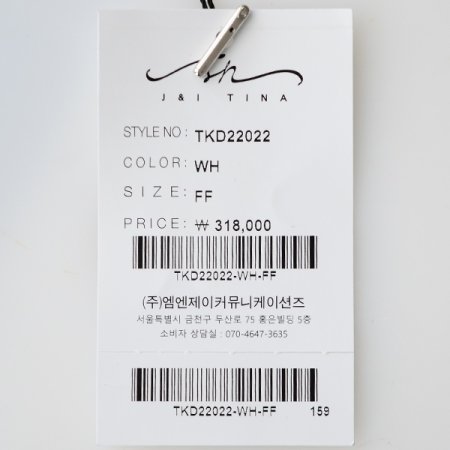 J & I TINA
STYLE NO: TKD22022
COLOR: WH
SIZE: FF
PRICE: ₩ 318,000
TKD22022-WH-FF
(주)엠엔제이커뮤니케이션즈
서울특별시 금천구 두산로 75 홍은빌딩 5층
소비자 상담실 : 070-4647-3635
TKD22022-WH-FF 159